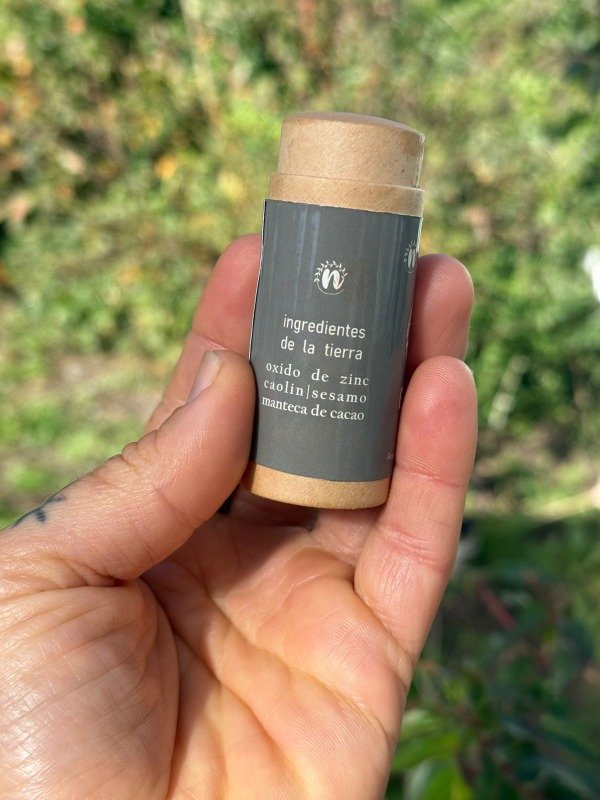 n
ingredientes
de la tierra
oxido de zinc
caolin|sesamo
manteca de cacao